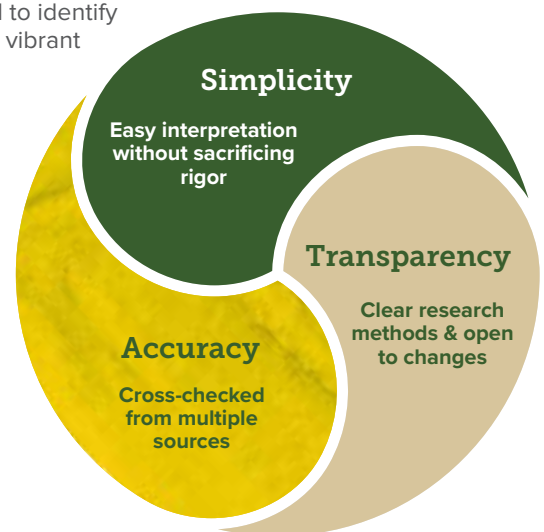 to identify
vibrant
Simplicity
Easy interpretation
without sacrificing
rigor
Transparency
Clear research
methods & open
to changes
Accuracy
Cross-checked
from multiple
sources